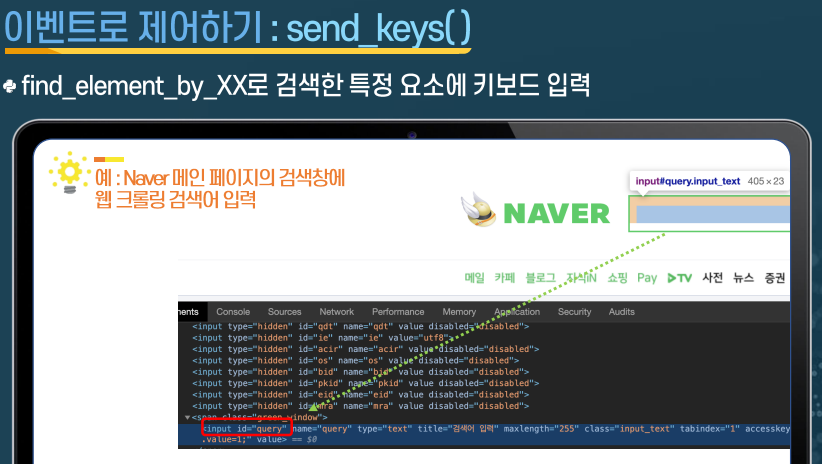 이벤트로 제어하기 : send_keys()
find_element_by_XX로 검색한 특정 요소에 키보드 입력
예 : Naver 메인 페이지의 검색창에
웹 크롤링 검색어 입력
input#query.input_text 405 × 23
NAVER
메일 카페 블로그 지식iN 쇼핑 Pay TV 사전 뉴스 증권
nents Console Sources Network Performance Memory Application Security Audits
<input type="hidden" id="qdt" name="qdt" value disabled="disabled">
<input type="hidden" id="ie" name="ie" value="utf8">
<input type="hidden" id="acir" name="acir" value disabled="disabled">
<input type="hidden" id="os" name="os" value disabled="disabled">
<input type="hidden" id="bid" name="bid" value disabled="disabled">
<input type="hidden" id="pkid" name="pkid" value disabled="disabled">
<input type="hidden" id="eid" name="eid" value disabled="disabled">
<input type="hidden" id="mra" name="mra" value disabled="disabled">
<span class="green_window">
<input id="query" name="query" type="text" title="검색어 입력" maxlength="255" class="input_text" tabindex="1" accesskey
.value=1;" value> == $0